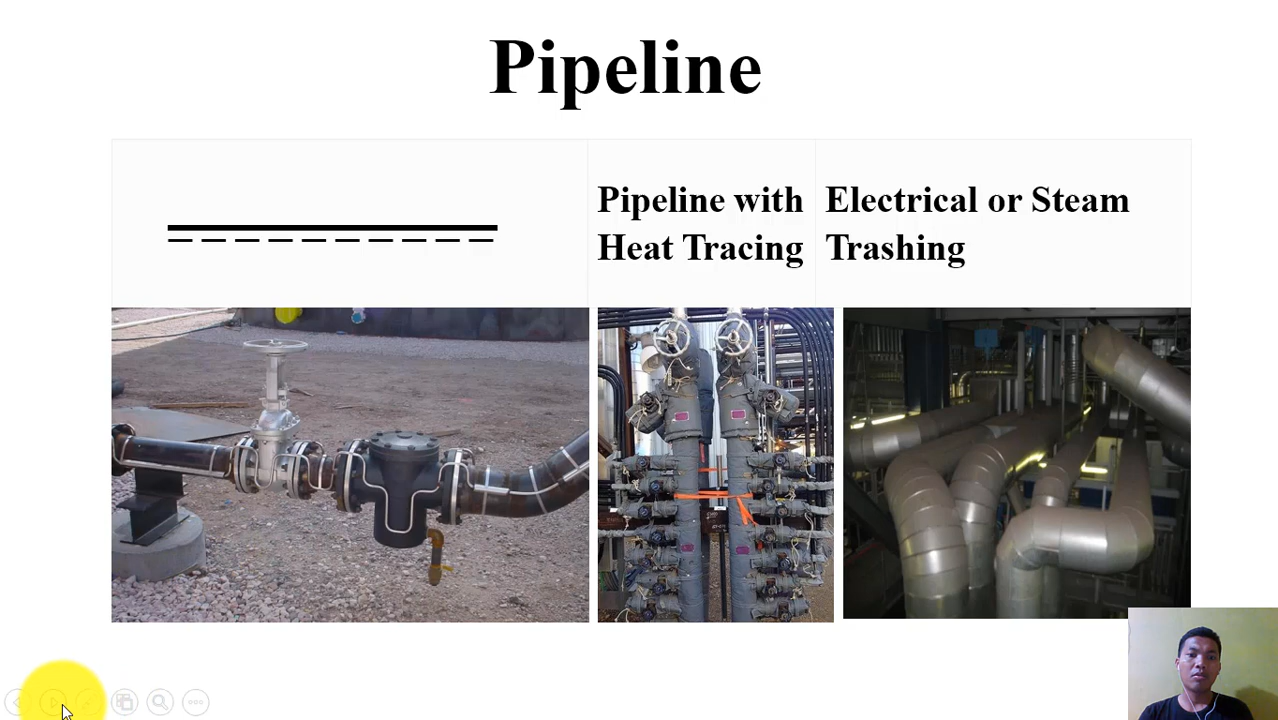 Pipeline
Pipeline with
Heat Tracing
Electrical or Steam
Trashing